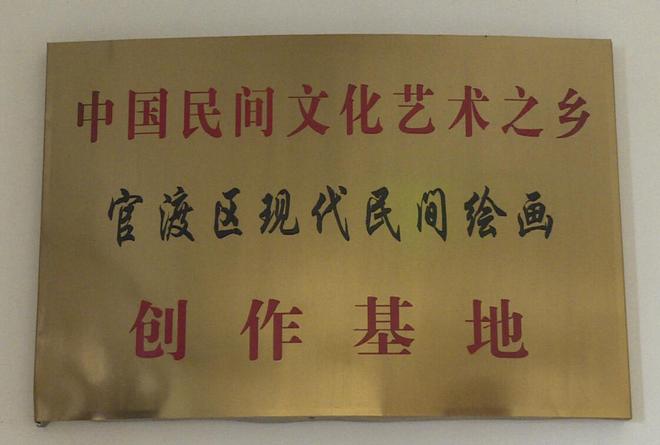 中国民间文化艺术之乡
官渡区现代民间绘画
创作基地